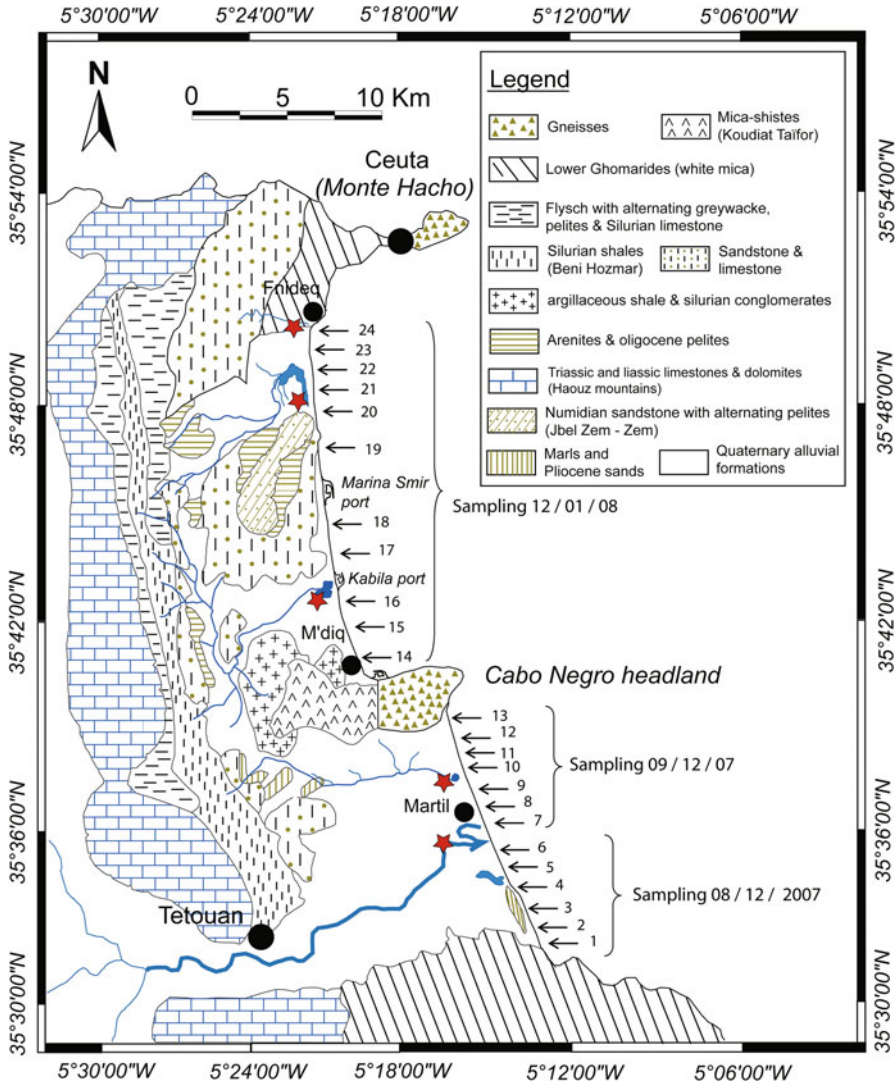 5°30'00"W 5°24'00"W 5°18'00"W 5°12'00"W 5°06'00"W
N
0 5 10 Km
Ceuta
(Monte Hacho)
Legend
Gneisses
Mica-shistes
(Koudiat Taïfor)
Lower Ghomarides (white mica)
Flysch with alternating greywacke,
pelites & Silurian limestone
Silurian shales
(Beni Hozmar)
Sandstone &
limestone
argillaceous shale & silurian conglomerates
Arenites & oligocene pelites
Triassic and liassic limestones & dolomites
(Haouz mountains)
Numidian sandstone with alternating pelites
(Jbel Zem - Zem)
Marls and
Pliocene sands
Quaternary alluvial
formations
35°54'00"N
35°54'00"N
Fnideq
24
23
22
21
20
35°48'00"N
35°48'00"N
19
Marina Smir
port
Sampling 12 / 01 / 08
18
17
Kabila port
16
35°42'00"N
35°42'00"N
15
M'diq
14
Cabo Negro headland
13
12
11
10
Sampling 09 / 12 / 07
9
Martil
8
7
35°36'00"N
35°36'00"N
6
5
4
Sampling 08 / 12 / 2007
3
2
1
Tetouan
35°30'00"N
35°30'00"N
5°30'00"W 5°24'00"W 5°18'00"W 5°12'00"W 5°06'00"W